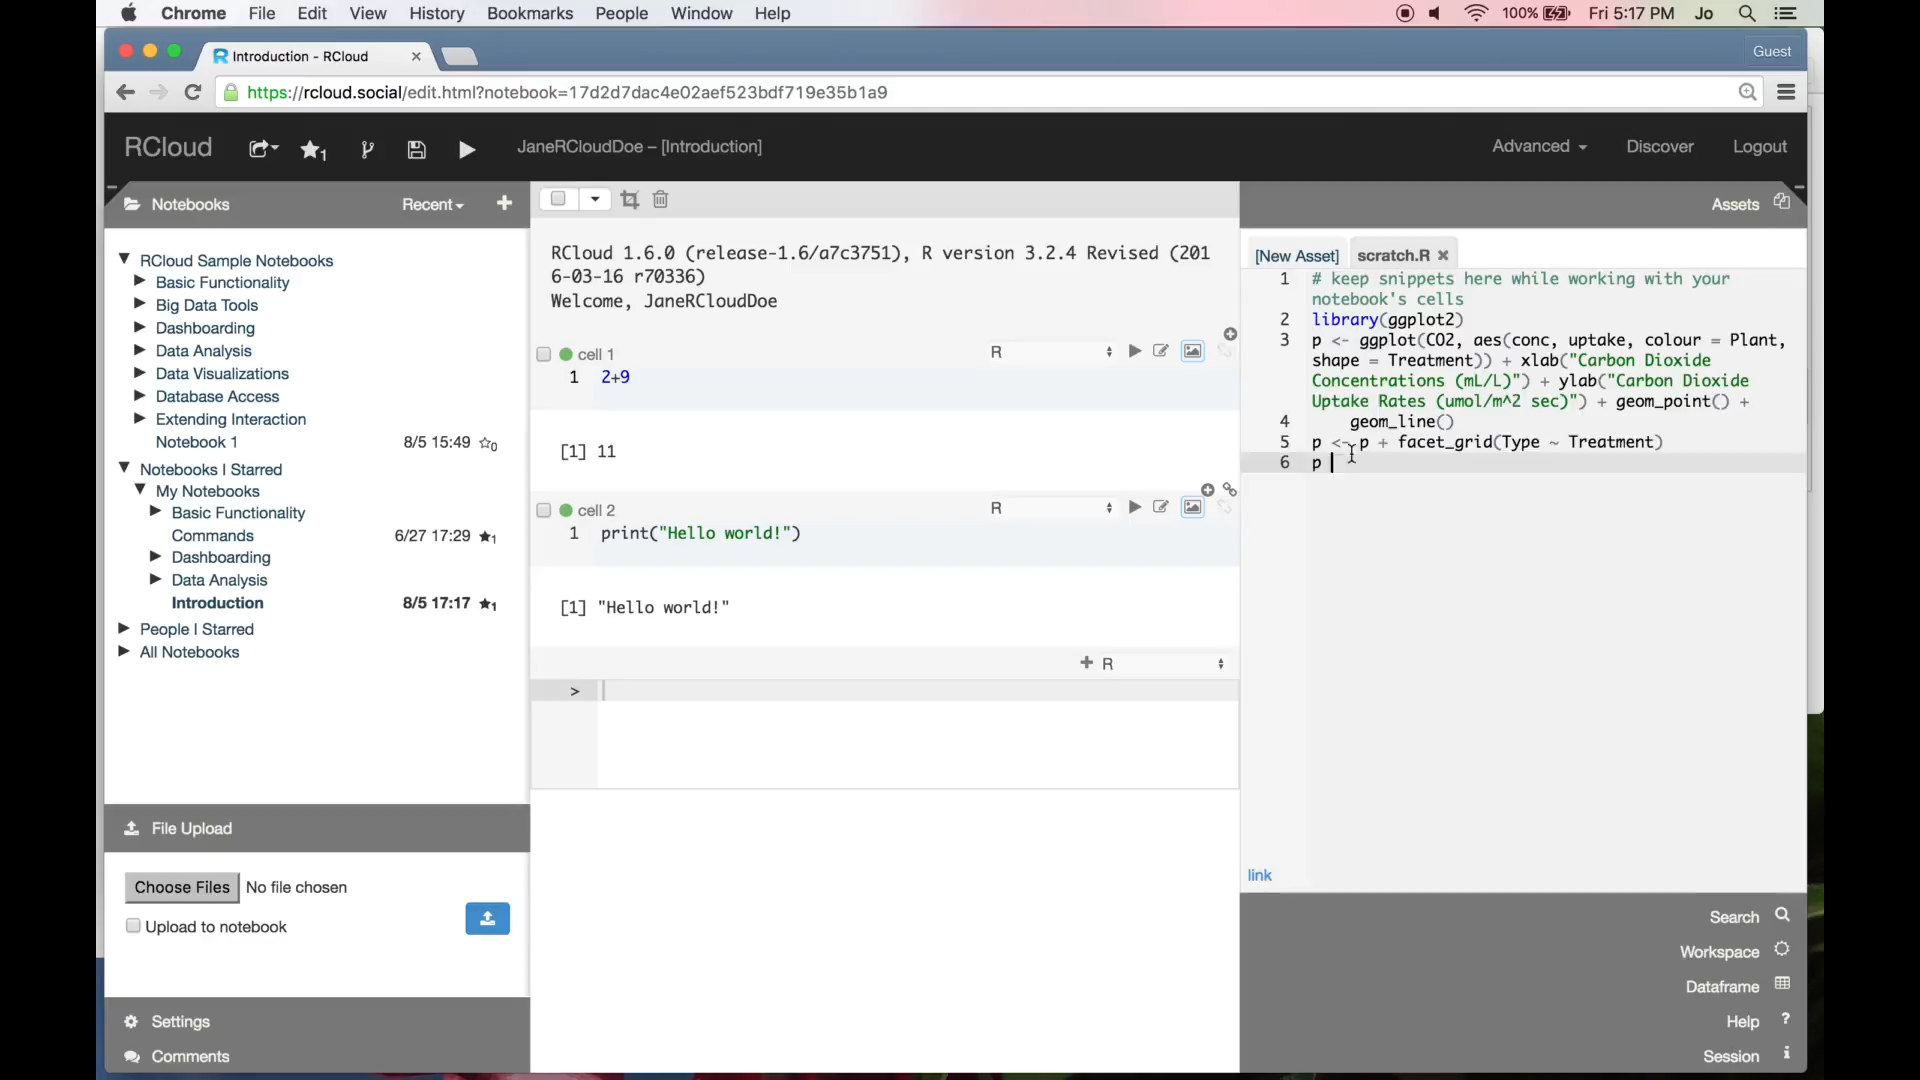 Chrome File Edit View History Bookmarks People Window Help 100% Fri 5:17 PM Jo
Introduction - RCloud Guest
https://rcloud.social/edit.html?notebook=17d2d7dac4e02aef523bdf719e35b1a9
RCloud 1 JaneRCloudDoe – [Introduction] Advanced Discover Logout
Notebooks Recent
RCloud Sample Notebooks
Basic Functionality
Big Data Tools
Dashboarding
Data Analysis
Data Visualizations
Database Access
Extending Interaction
Notebook 1 8/5 15:49 0
Notebooks I Starred
My Notebooks
Basic Functionality
Commands 6/27 17:29 1
Dashboarding
Data Analysis
Introduction 8/5 17:17 1
People I Starred
All Notebooks
File Upload
Choose Files No file chosen
Upload to notebook
Settings
Comments
RCloud 1.6.0 (release-1.6/a7c3751), R version 3.2.4 Revised (201
6-03-16 r70336)
Welcome, JaneRCloudDoe
cell 1 R
1 2+9
[1] 11
cell 2 R
1 print("Hello world!")
[1] "Hello world!"
+ R
>
Assets
[New Asset] scratch.R
1 # keep snippets here while working with your
notebook's cells
2 library(ggplot2)
3 p <- ggplot(CO2, aes(conc, uptake, colour = Plant,
shape = Treatment)) + xlab("Carbon Dioxide
Concentrations (mL/L)") + ylab("Carbon Dioxide
Uptake Rates (umol/m^2 sec)") + geom_point() +
4 geom_line()
5 p <- p + facet_grid(Type ~ Treatment)
6 p
link
Search
Workspace
Dataframe
Help ?
Session i